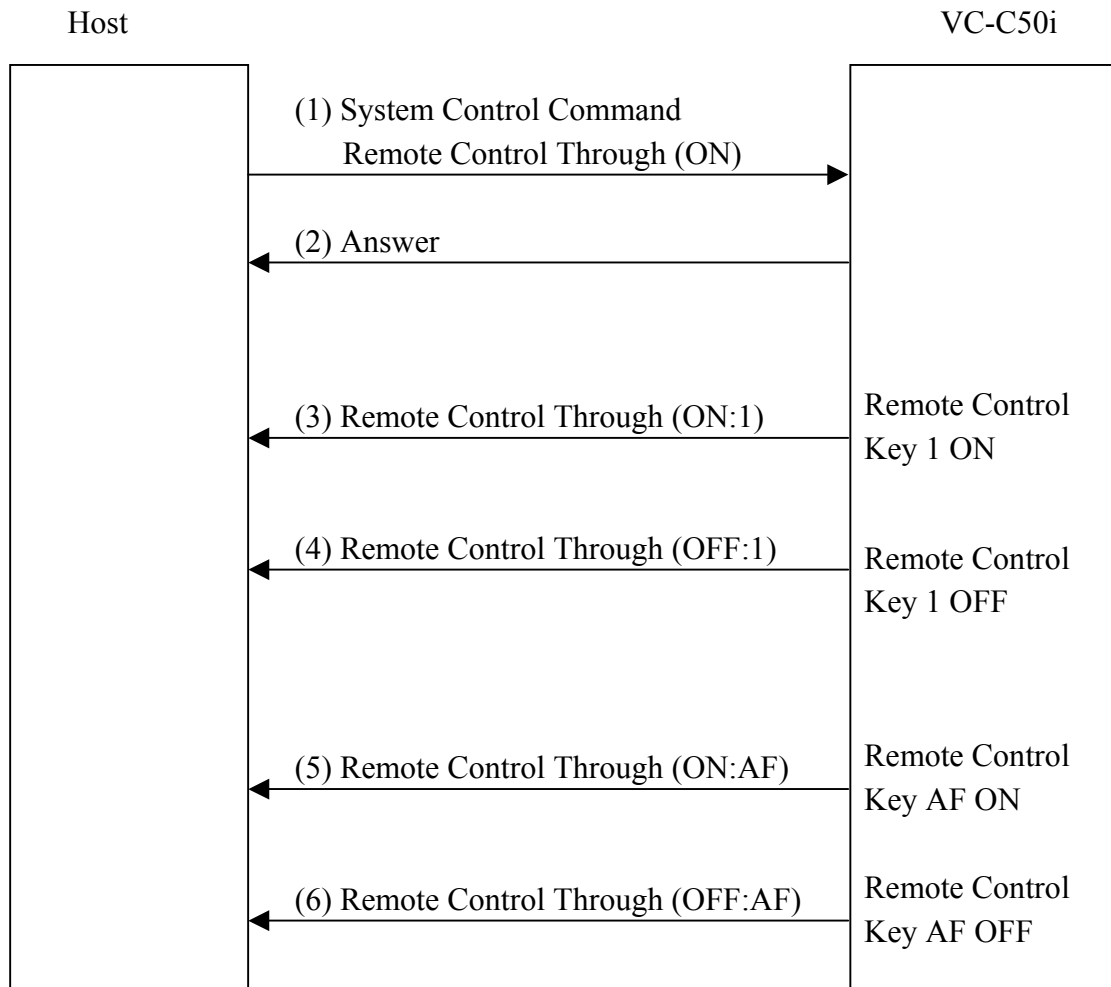 Host
VC-C50i
(1) System Control Command
Remote Control Through (ON)
(2) Answer
(3) Remote Control Through (ON:1)
Remote Control
Key 1 ON
(4) Remote Control Through (OFF:1)
Remote Control
Key 1 OFF
(5) Remote Control Through (ON:AF)
Remote Control
Key AF ON
(6) Remote Control Through (OFF:AF)
Remote Control
Key AF OFF